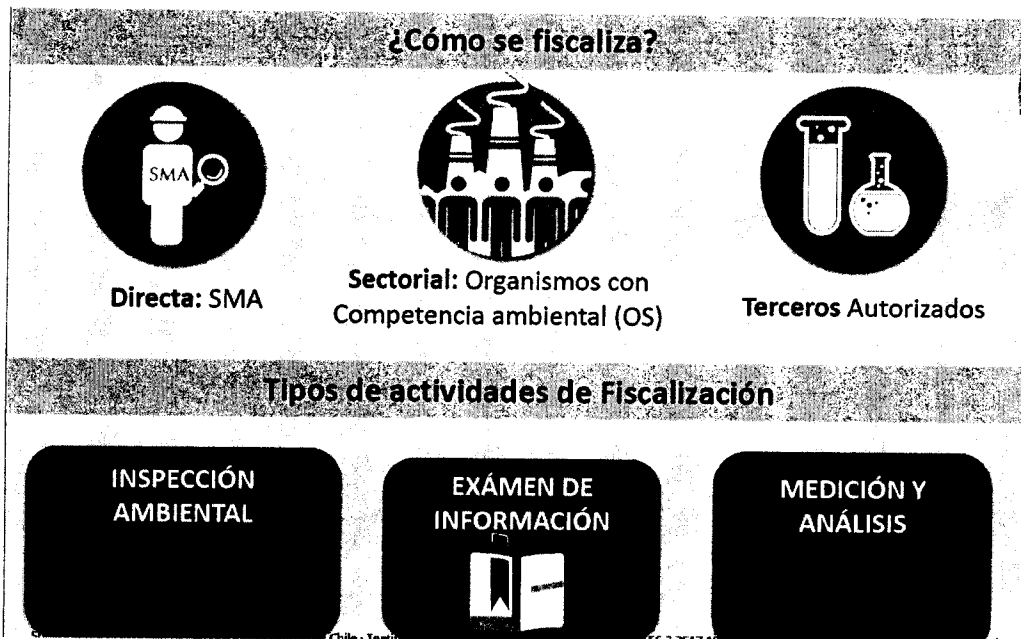 ¿Cómo se fiscaliza?
SMA
Directa: SMA
Sectorial: Organismos con
Competencia ambiental (OS)
Terceros Autorizados
Tipos de actividades de Fiscalización
INSPECCIÓN
AMBIENTAL
EXÁMEN DE
INFORMACIÓN
MEDICIÓN Y
ANÁLISIS